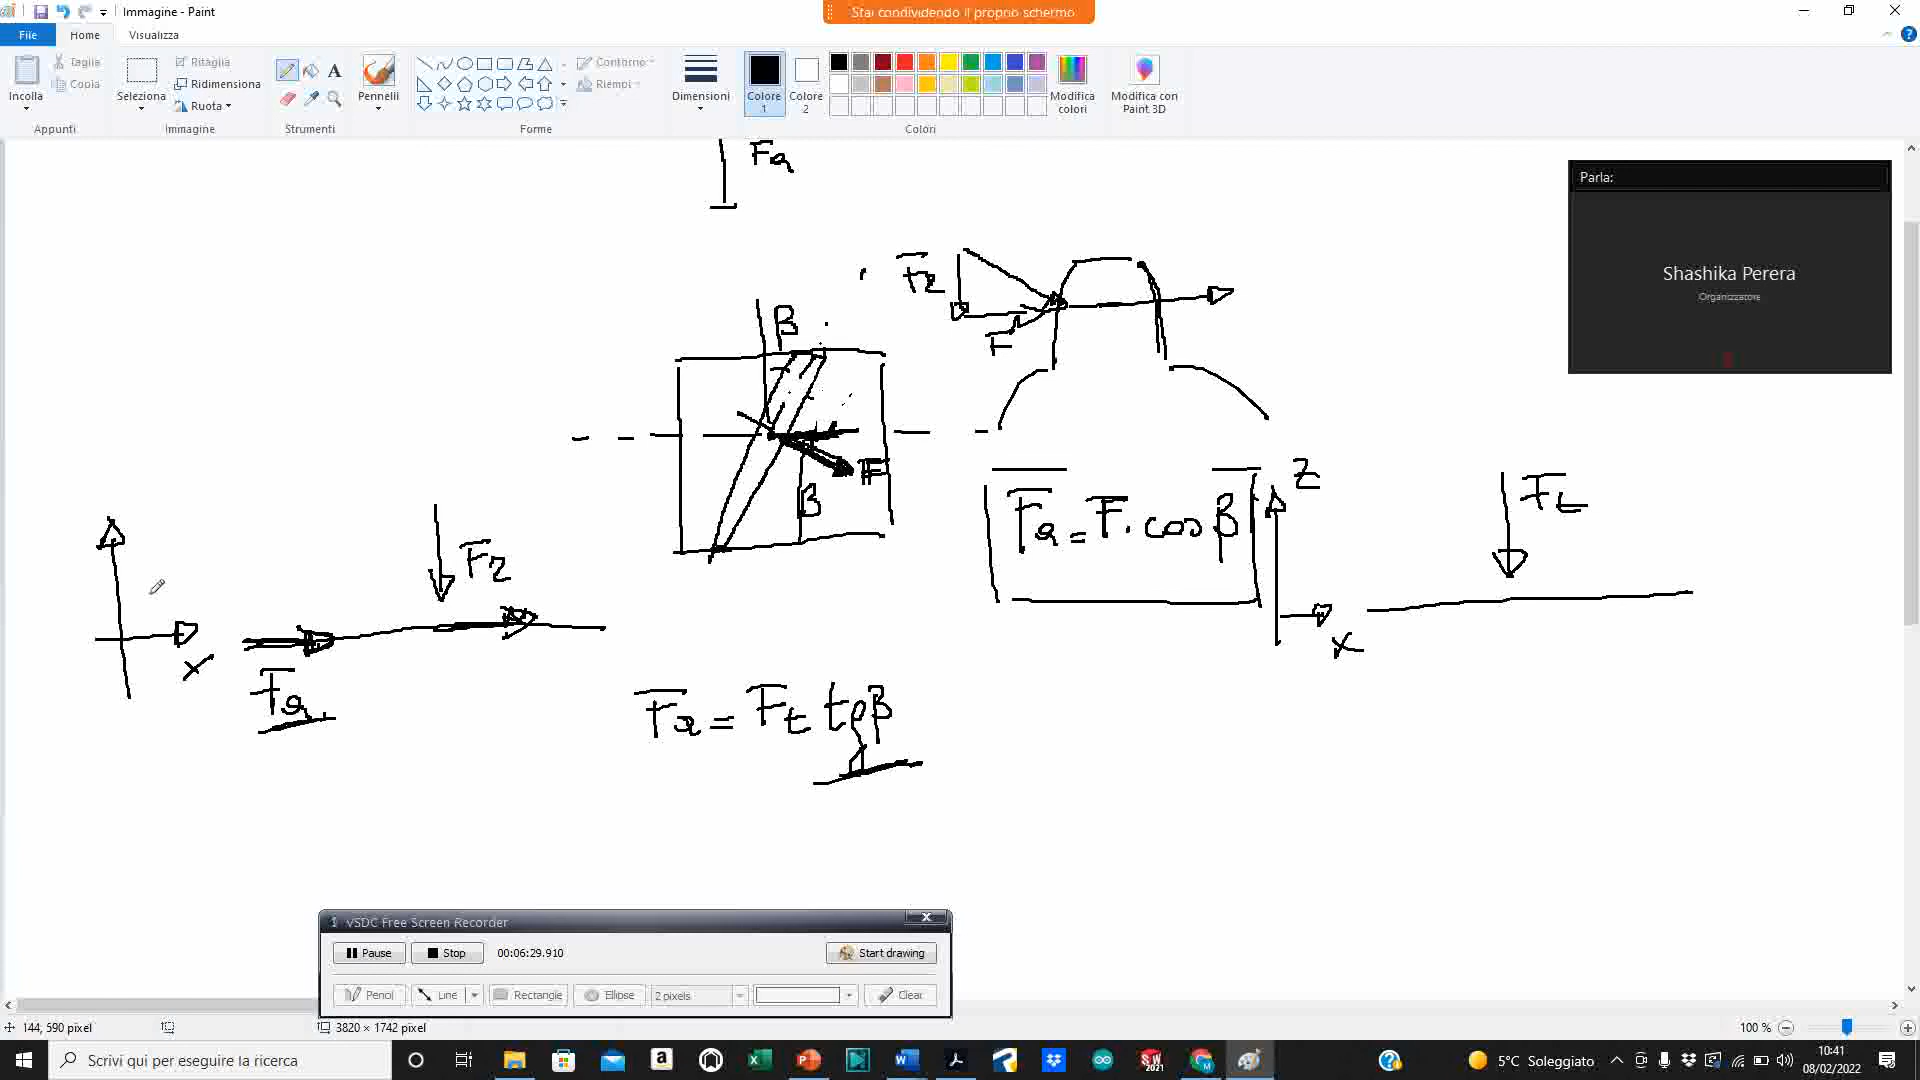 Immagine - Paint
Stai condividendo il proprio schermo
File Home Visualizza
Incolla
Taglia
Copia
Appunti
Seleziona
Ritaglia
Ridimensiona
Ruota
Immagine
A
Strumenti
Pennelli
Contorno
Riempi
Forme
Dimensioni
Colore 1
Colore 2
Modifica colori
Modifica con Paint 3D
Colori
Parla:
Shashika Perera
Organizzatore
Fa
Fr
F
β
F
β
Fa = F. cos β
z
x
Ft
Fr
x
Fa
Fa = Ft tg β
VSDC Free Screen Recorder
Pause Stop 00:06:29.910 Start drawing
Pencil Line Rectangle Ellipse 2 pixels Clear
144, 590 pixel 3820 × 1742 pixel 100 %
Scrivi qui per eseguire la ricerca
5°C Soleggiato
10:41
08/02/2022